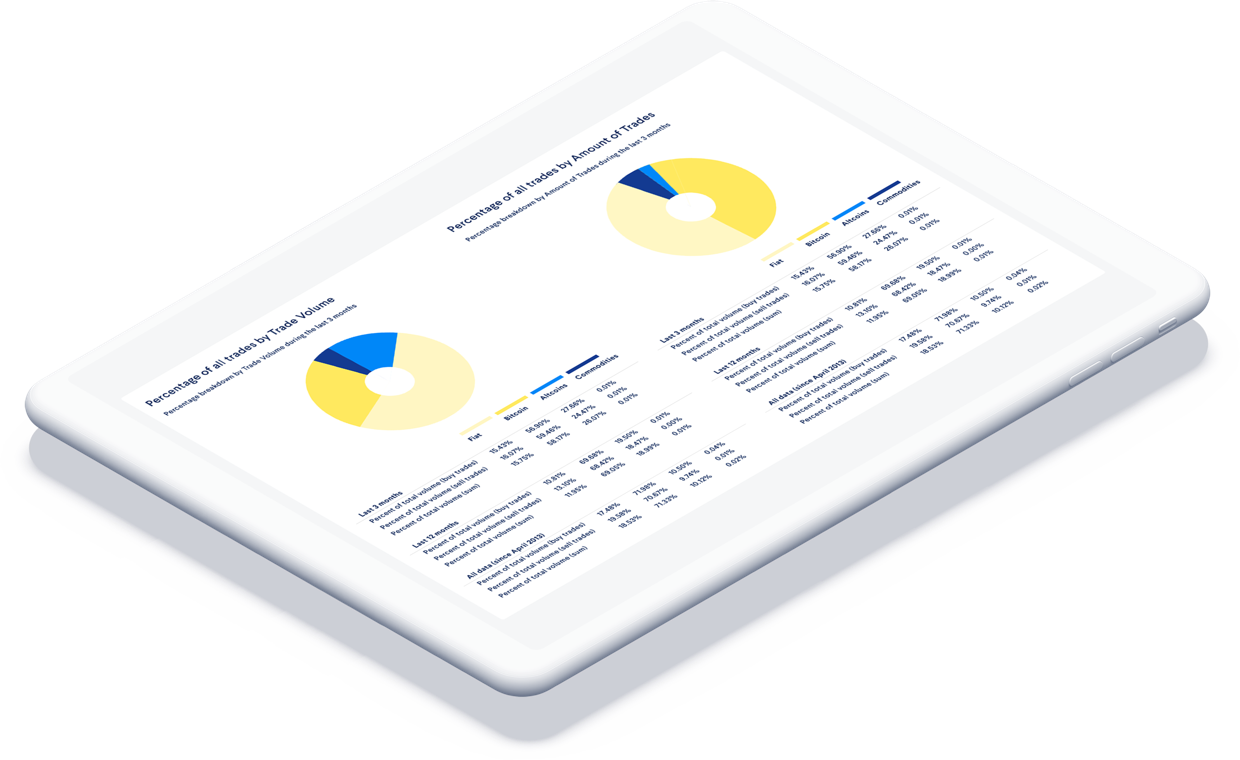 Percentage of all trades by Trade Volume
Percentage breakdown by Trade Volume during the last 3 months
Fiat Bitcoin Altcoins Commodities
Last 3 months
Percent of total volume (buy trades) 15.43% 56.90% 27.66% 0.01%
Percent of total volume (sell trades) 16.07% 59.46% 24.47% 0.01%
Percent of total volume (sum) 15.75% 58.17% 26.07% 0.01%
Last 12 months
Percent of total volume (buy trades) 10.81% 69.68% 19.50% 0.01%
Percent of total volume (sell trades) 13.10% 68.42% 18.47% 0.00%
Percent of total volume (sum) 11.95% 69.05% 18.99% 0.01%
All data (since April 2013)
Percent of total volume (buy trades) 17.48% 71.98% 10.50% 0.04%
Percent of total volume (sell trades) 19.58% 70.67% 9.74% 0.01%
Percent of total volume (sum) 18.53% 71.33% 10.12% 0.02%
Percentage of all trades by Amount of Trades
Percentage breakdown by Amount of Trades during the last 3 months
Fiat Bitcoin Altcoins Commodities
Last 3 months
Percent of total volume (buy trades) 15.43% 56.90% 27.66% 0.01%
Percent of total volume (sell trades) 16.07% 59.46% 24.47% 0.01%
Percent of total volume (sum) 15.75% 58.17% 26.07% 0.01%
Last 12 months
Percent of total volume (buy trades) 10.81% 69.68% 19.50% 0.01%
Percent of total volume (sell trades) 13.10% 68.42% 18.47% 0.00%
Percent of total volume (sum) 11.95% 69.05% 18.99% 0.01%
All data (since April 2013)
Percent of total volume (buy trades) 17.48% 71.98% 10.50% 0.04%
Percent of total volume (sell trades) 19.58% 70.67% 9.74% 0.01%
Percent of total volume (sum) 18.53% 71.33% 10.12% 0.02%